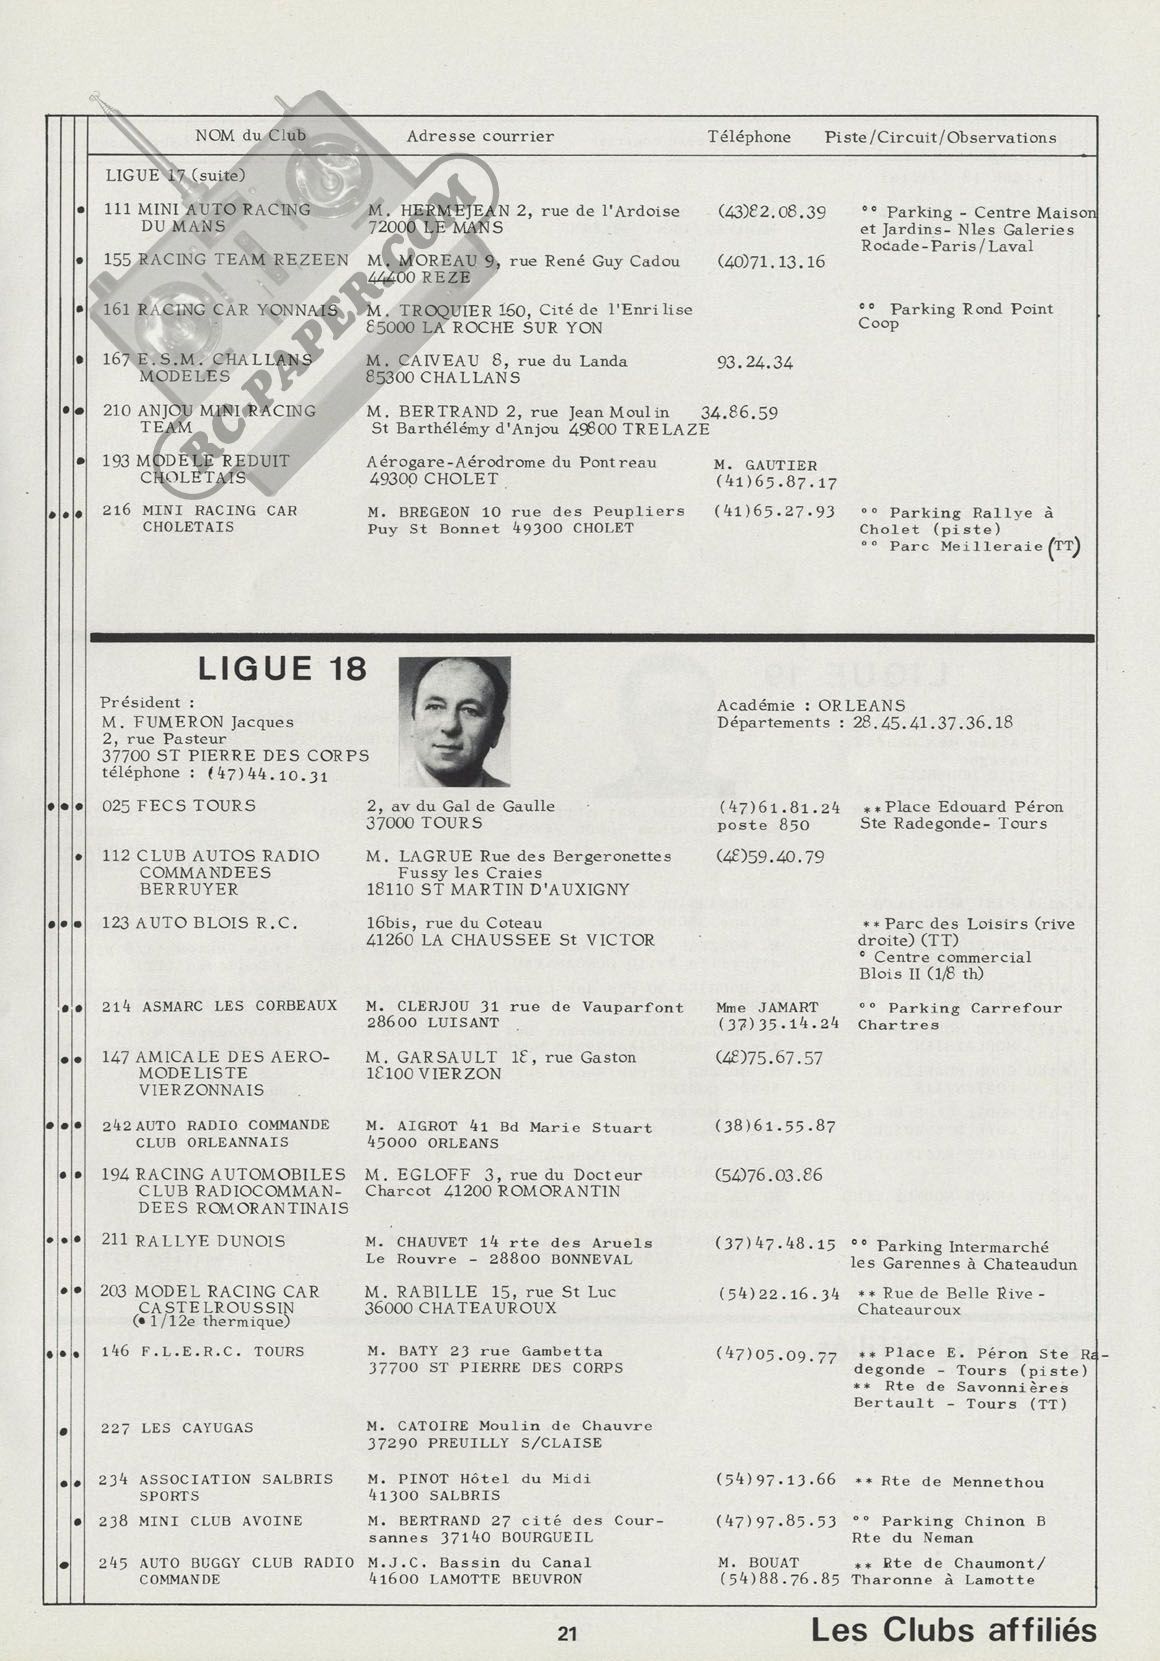 NOM du Club Adresse courrier Téléphone Piste/Circuit/Observations
LIGUE 17 (suite)
111 MINI AUTO RACING M. HERMEJEAN 2, rue de l'Ardoise (43)82.08.39 °° Parking - Centre Maison
DU MANS 72000 LE MANS et Jardins- Nles Galeries
Rocade-Paris/Laval
155 RACING TEAM REZEEN M. MOREAU 9, rue René Guy Cadou (40)71.13.16
44400 REZE
161 RACING CAR YONNAIS M. TROQUIER 160, Cité de l'Enrilise °° Parking Rond Point
85000 LA ROCHE SUR YON Coop
167 E.S.M. CHALLANS M. CAIVEAU 8, rue du Landa 93.24.34
MODELES 85300 CHALLANS
210 ANJOU MINI RACING M. BERTRAND 2, rue Jean Moulin 34.86.59
TEAM St Barthélémy d'Anjou 49800 TRELAZE
193 MODELE REDUIT Aérogare-Aérodrome du Pontreau M. GAUTIER
CHOLETAIS 49300 CHOLET (41)65.87.17
216 MINI RACING CAR M. BREGEON 10 rue des Peupliers (41)65.27.93 °° Parking Rallye à
CHOLETAIS Puy St Bonnet 49300 CHOLET Cholet (piste)
°° Parc Meilleraie (TT)
RC-PAPER.COM
LIGUE 18
Président :
M. FUMERON Jacques
2, rue Pasteur
37700 ST PIERRE DES CORPS
téléphone : (47)44.10.31
Académie : ORLEANS
Départements : 28.45.41.37.36.18
025 FECS TOURS 2, av du Gal de Gaulle (47)61.81.24 **Place Edouard Péron
37000 TOURS poste 850 Ste Radegonde- Tours
112 CLUB AUTOS RADIO M. LAGRUE Rue des Bergeronettes (48)59.40.79
COMMANDEES Fussy les Craies
BERRUYER 18110 ST MARTIN D'AUXIGNY
123 AUTO BLOIS R.C. 16bis, rue du Coteau **Parc des Loisirs (rive
41260 LA CHAUSSEE St VICTOR droite) (TT)
° Centre commercial
Blois II (1/8 th)
214 ASMARC LES CORBEAUX M. CLERJOU 31 rue de Vauparfont Mme JAMART °° Parking Carrefour
28600 LUISANT (37)35.14.24 Chartres
147 AMICALE DES AERO- M. GARSAULT 18, rue Gaston (48)75.67.57
MODELISTE 18100 VIERZON
VIERZONNAIS
242 AUTO RADIO COMMANDE M. AIGROT 41 Bd Marie Stuart (38)61.55.87
CLUB ORLEANNAIS 45000 ORLEANS
194 RACING AUTOMOBILES M. EGLOFF 3, rue du Docteur (54)76.03.86
CLUB RADIOCOMMAN- Charcot 41200 ROMORANTIN
DEES ROMORANTINAIS
211 RALLYE DUNOIS M. CHAUVET 14 rte des Aruels (37)47.48.15 °° Parking Intermarché
Le Rouvre - 28800 BONNEVAL les Garennes à Chateaudun
203 MODEL RACING CAR M. RABILLE 15, rue St Luc (54)22.16.34 ** Rue de Belle Rive -
CASTELROUSSIN 36000 CHATEAUROUX Chateauroux
(• 1/12e thermique)
146 F.L.E.R.C. TOURS M. BATY 23 rue Gambetta (47)05.09.77 ** Place E. Péron Ste Ra-
37700 ST PIERRE DES CORPS degonde - Tours (piste)
** Rte de Savonnières
Bertault - Tours (TT)
227 LES CAYUGAS M. CATOIRE Moulin de Chauvre
37290 PREUILLY S/CLAISE
234 ASSOCIATION SALBRIS M. PINOT Hôtel du Midi (54)97.13.66 ** Rte de Mennethou
SPORTS 41300 SALBRIS
238 MINI CLUB AVOINE M. BERTRAND 27 cité des Cour- (47)97.85.53 °° Parking Chinon B
sannes 37140 BOURGUEIL Rte du Neman
245 AUTO BUGGY CLUB RADIO M.J.C. Bassin du Canal M. BOUAT ** Rte de Chaumont/
COMMANDE 41600 LAMOTTE BEUVRON (54)88.76.85 Tharonne à Lamotte
21
Les Clubs affiliés